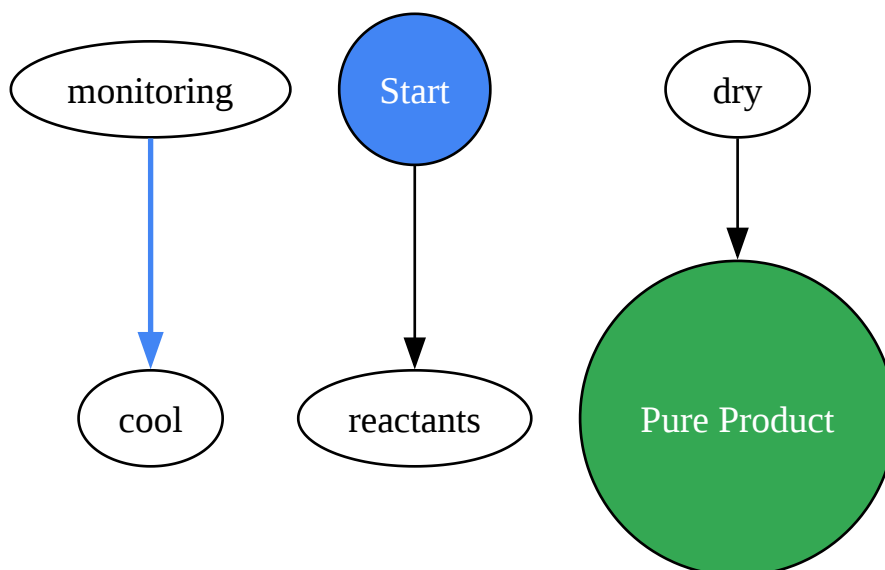 monitoring
Start
dry
cool
reactants
Pure Product